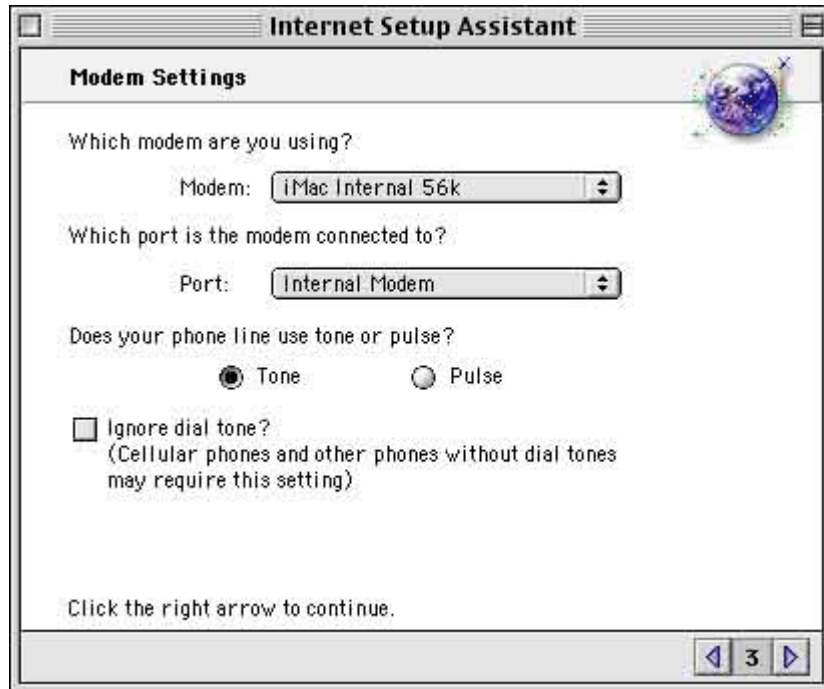 Internet Setup Assistant
Modem Settings
Which modem are you using?
Modem: iMac Internal 56k
Which port is the modem connected to?
Port: Internal Modem
Does your phone line use tone or pulse?
Tone Pulse
Ignore dial tone?
(Cellular phones and other phones without dial tones
may require this setting)
Click the right arrow to continue.
3